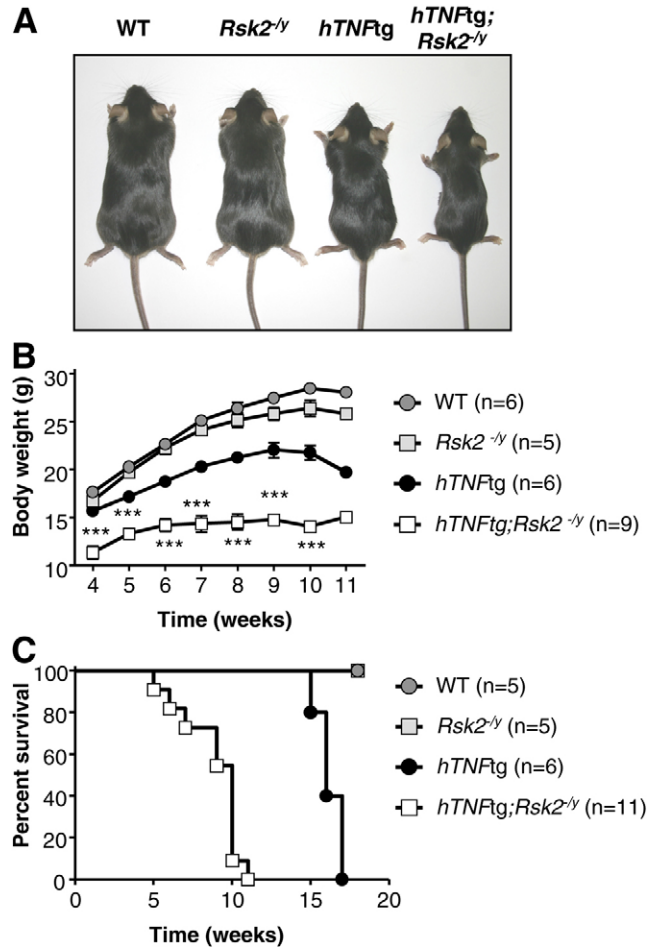 A
WT Rsk2-/y hTNFtg hTNFtg;
Rsk2-/y
B
Body weight (g)
30
25
20
15
10
*** *** *** *** *** *** ***
4 5 6 7 8 9 10 11
Time (weeks)
WT (n=6)
Rsk2 -/y (n=5)
hTNFtg (n=6)
hTNFtg;Rsk2 -/y (n=9)
C
Percent survival
100
80
60
40
20
0
0 5 10 15 20
Time (weeks)
WT (n=5)
Rsk2-/y (n=5)
hTNFtg (n=6)
hTNFtg;Rsk2-/y (n=11)